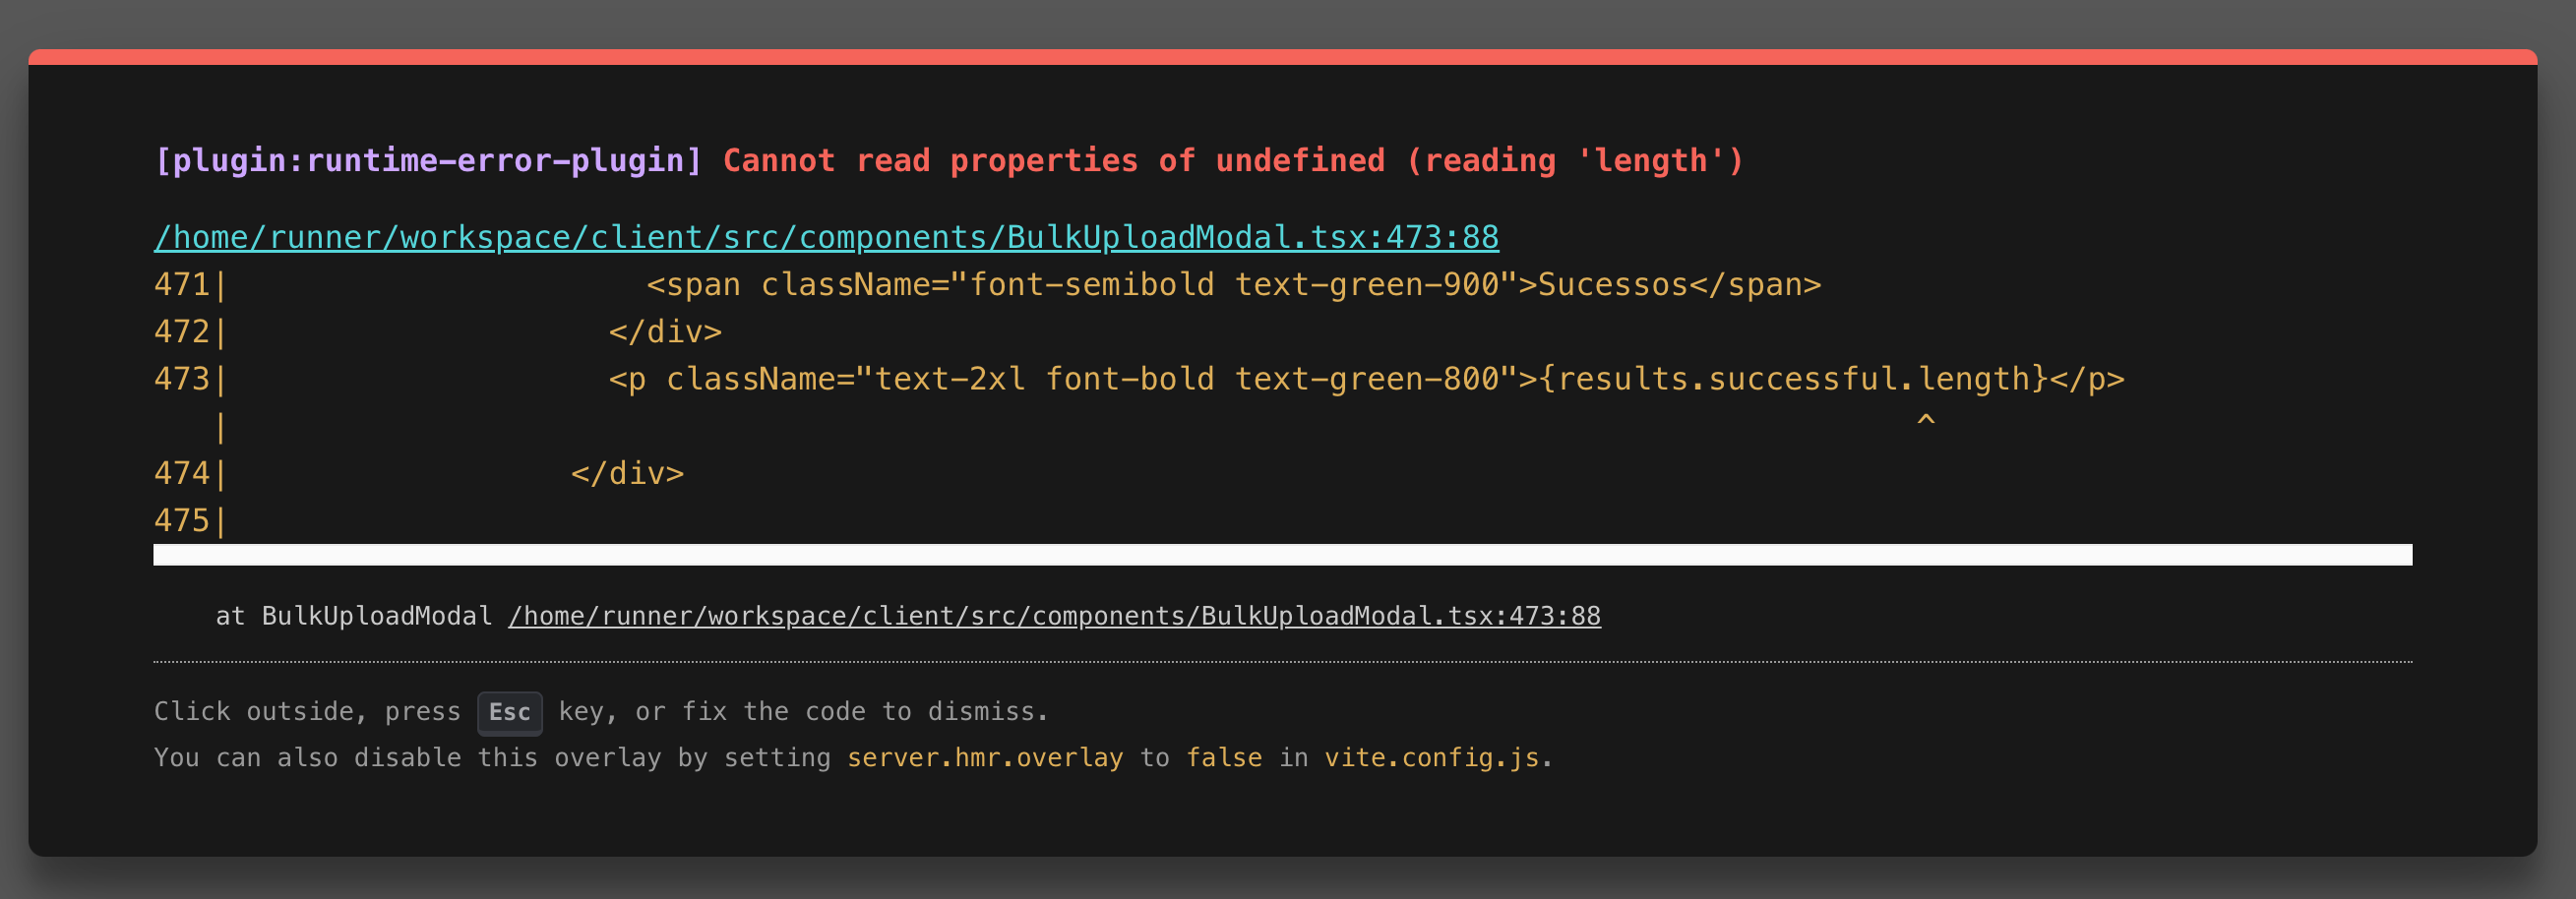 [plugin:runtime-error-plugin] Cannot read properties of undefined (reading 'length')
/home/runner/workspace/client/src/components/BulkUploadModal.tsx:473:88
471|                      <span className="font-semibold text-green-900">Sucessos</span>
472|                    </div>
473|                    <p className="text-2xl font-bold text-green-800">{results.successful.length}</p>
   |                                                                                         ^
474|                  </div>
475|
at BulkUploadModal /home/runner/workspace/client/src/components/BulkUploadModal.tsx:473:88
Click outside, press Esc key, or fix the code to dismiss.
You can also disable this overlay by setting server.hmr.overlay to false in vite.config.js.